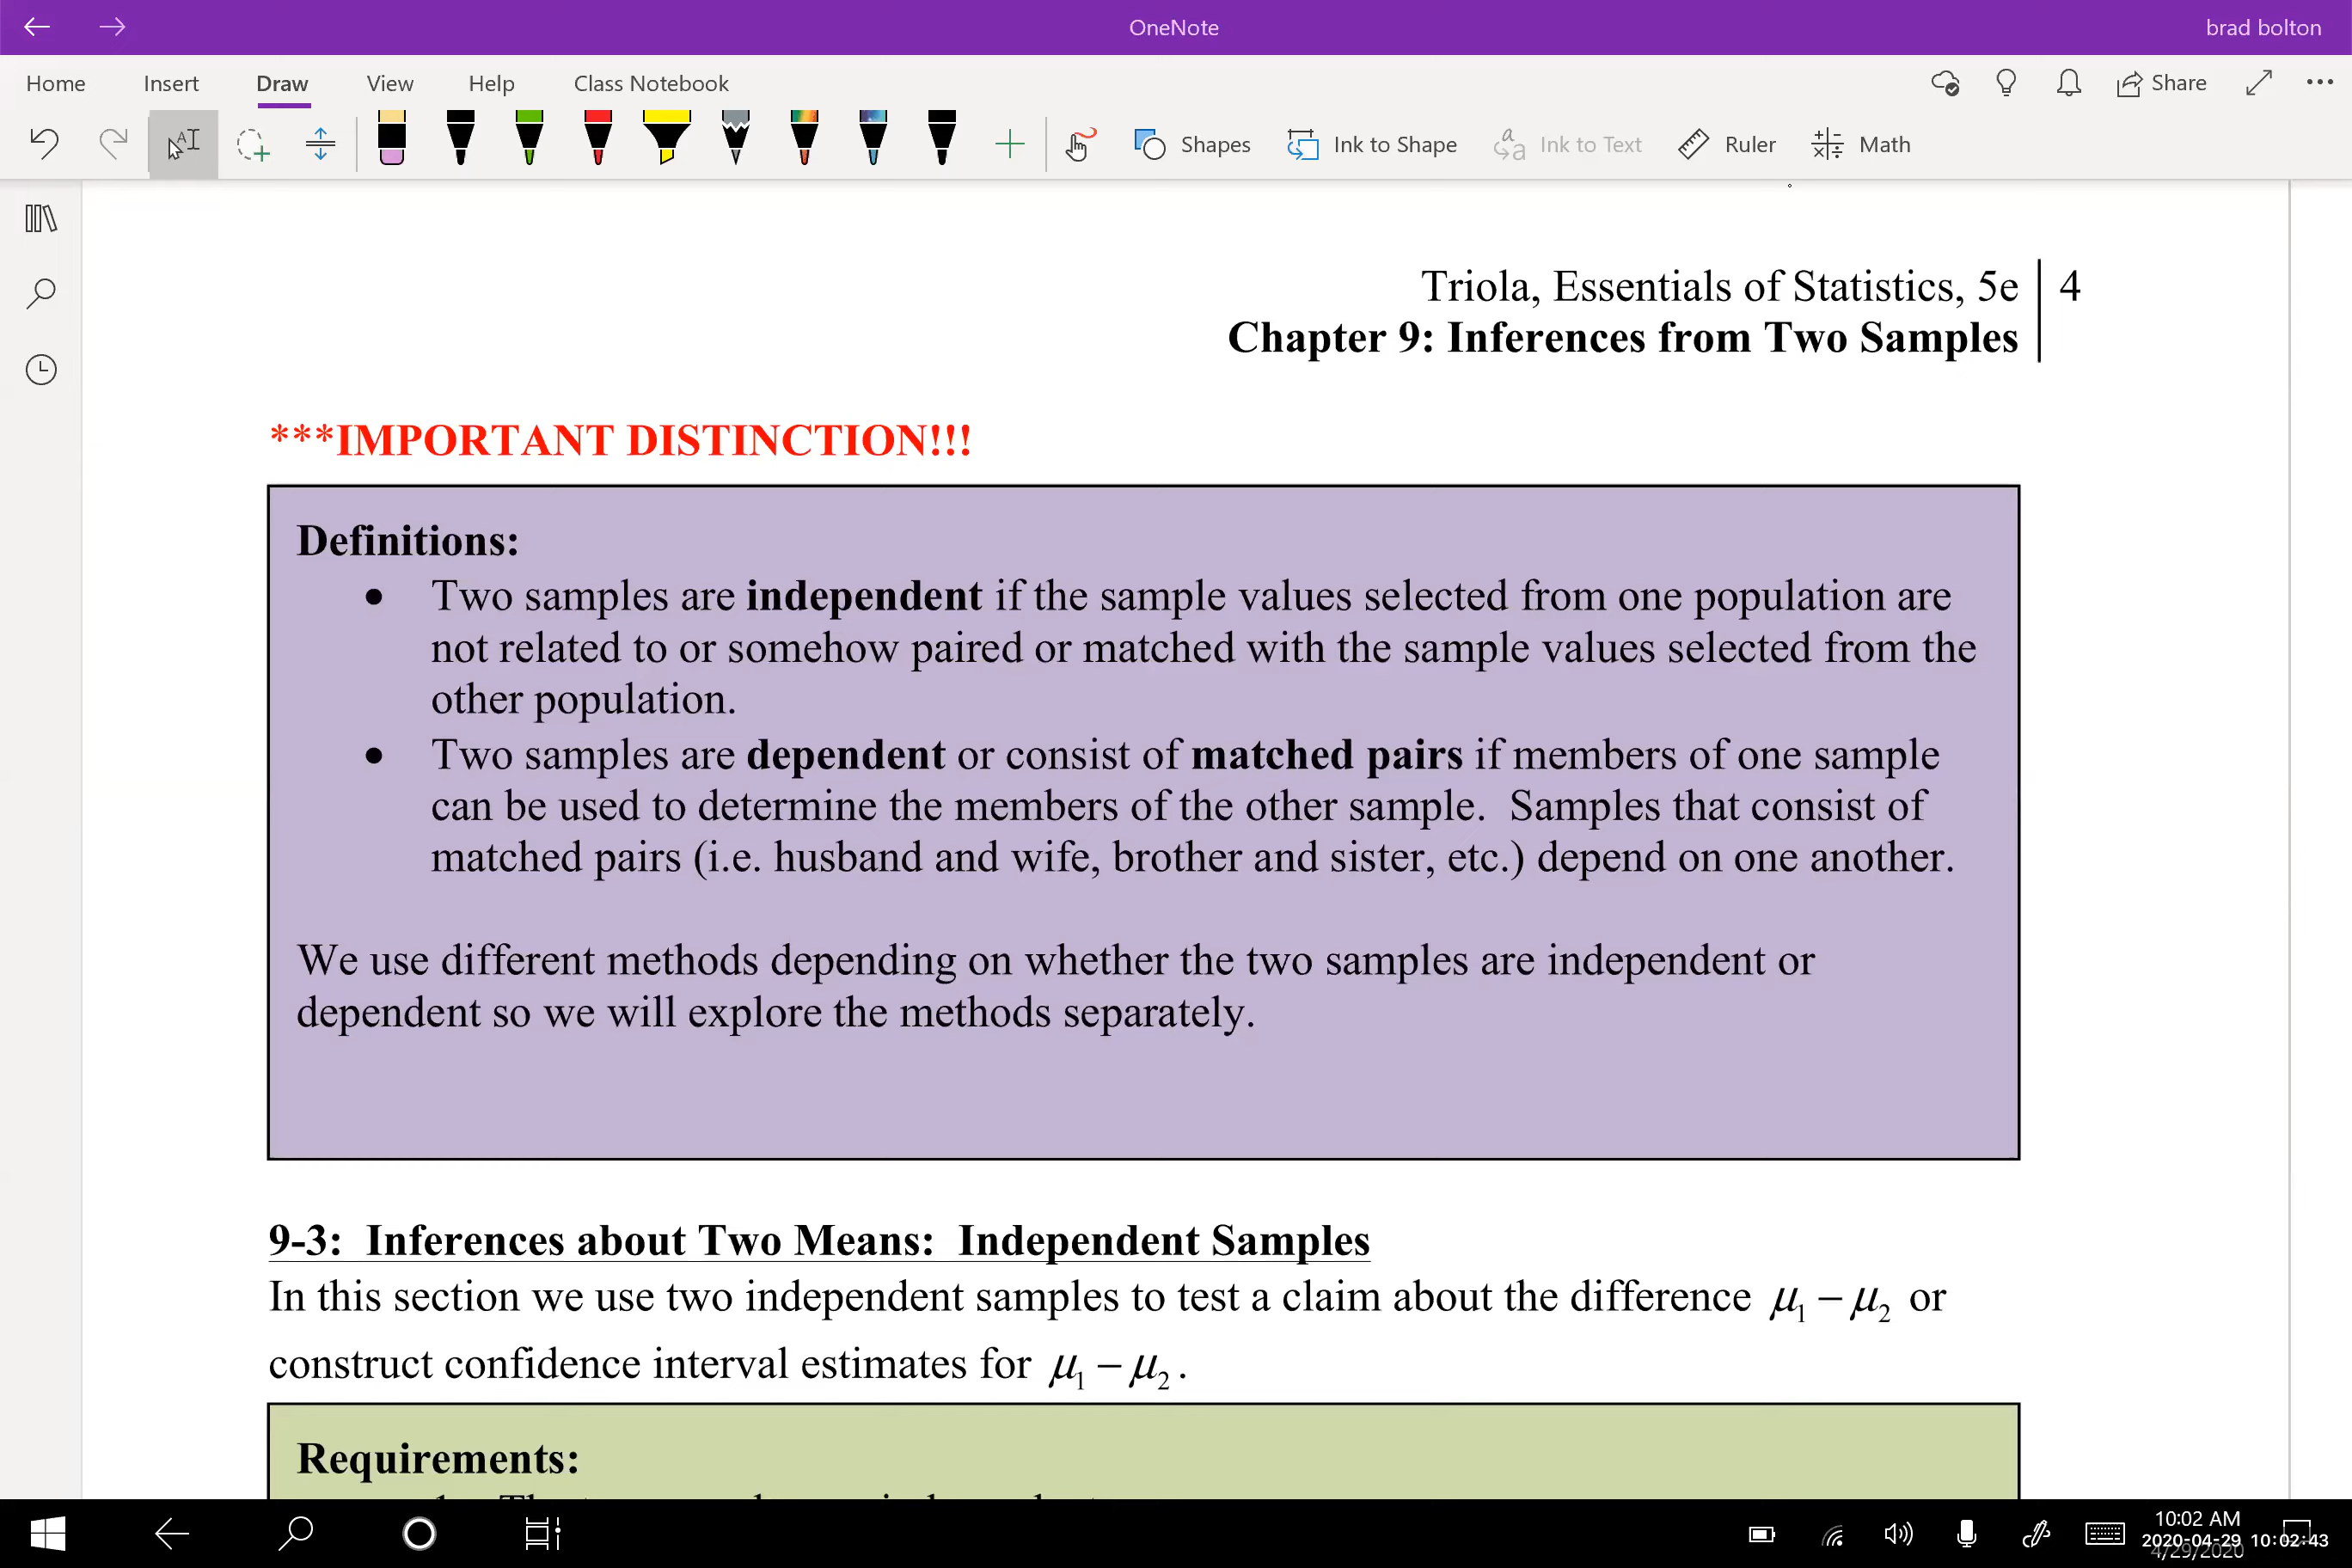 OneNote
brad bolton
Home Insert Draw View Help Class Notebook Share
Shapes Ink to Shape Ink to Text Ruler Math
Triola, Essentials of Statistics, 5e 4
Chapter 9: Inferences from Two Samples
***IMPORTANT DISTINCTION!!!
Definitions:
• Two samples are independent if the sample values selected from one population are
not related to or somehow paired or matched with the sample values selected from the
other population.
• Two samples are dependent or consist of matched pairs if members of one sample
can be used to determine the members of the other sample. Samples that consist of
matched pairs (i.e. husband and wife, brother and sister, etc.) depend on one another.
We use different methods depending on whether the two samples are independent or
dependent so we will explore the methods separately.
9-3: Inferences about Two Means: Independent Samples
In this section we use two independent samples to test a claim about the difference μ₁ − μ₂ or
construct confidence interval estimates for μ₁ − μ₂.
Requirements:
10:02 AM
2020-04-29 10:02:43
4/29/2020